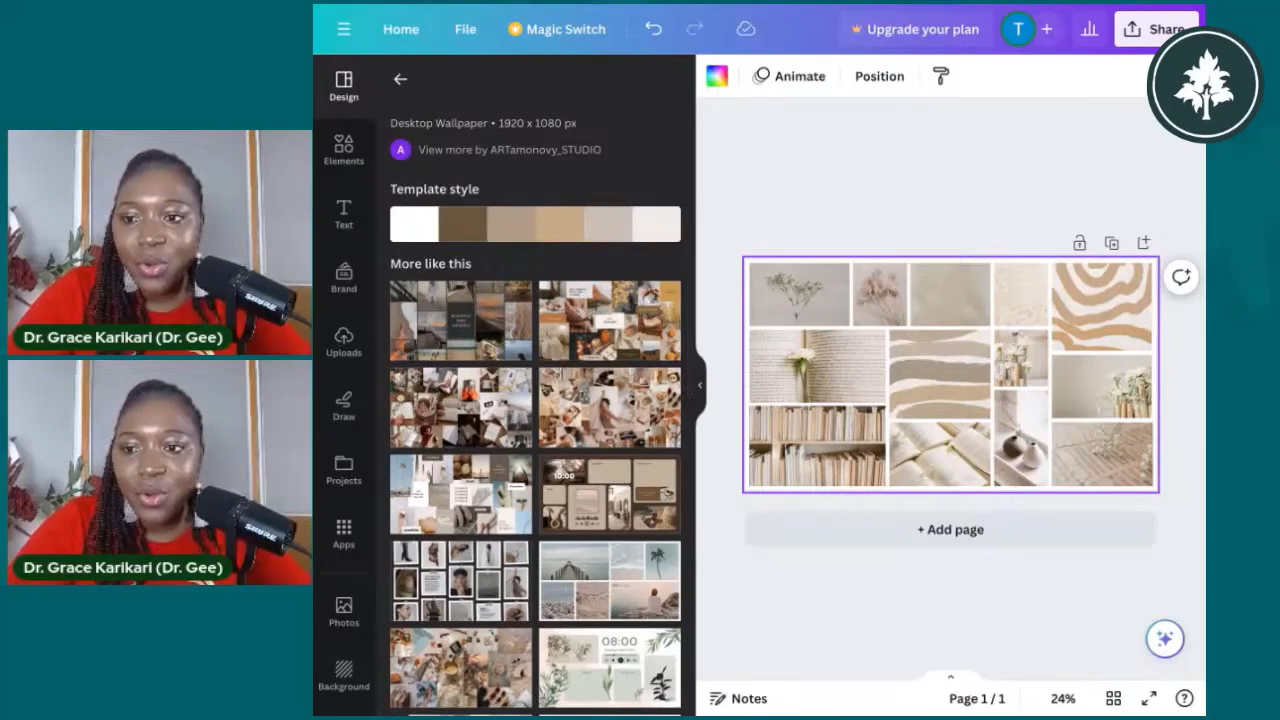 Home
File
Magic Switch
Upgrade your plan
T
+
Share
Design
Elements
Text
Brand
Uploads
Draw
Projects
Apps
Photos
Background
Desktop Wallpaper • 1920 x 1080 px
A
View more by ARTamonovy_STUDIO
Template style
More like this
10:00
08:00
Animate
Position
+ Add page
Notes
Page 1 / 1
24%
?
SHURE
Dr. Grace Karikari (Dr. Gee)
SHURE
Dr. Grace Karikari (Dr. Gee)